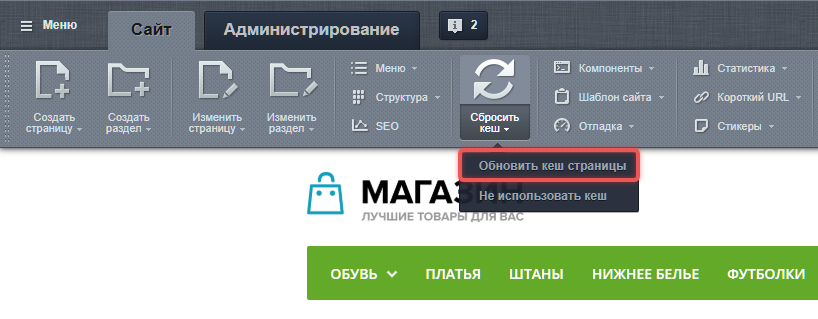 Меню
Сайт
Администрирование
2
Создать
страницу
Создать
раздел
Изменить
страницу
Изменить
раздел
Меню
Структура
SEO
Сбросить
кеш
Компоненты
Шаблон сайта
Отладка
Статистика
Короткий URL
Стикеры
Обновить кеш страницы
Не использовать кеш
МАГАЗИН
ЛУЧШИЕ ТОВАРЫ ДЛЯ ВАС
ОБУВЬ ПЛАТЬЯ ШТАНЫ НИЖНЕЕ БЕЛЬЕ ФУТБОЛКИ